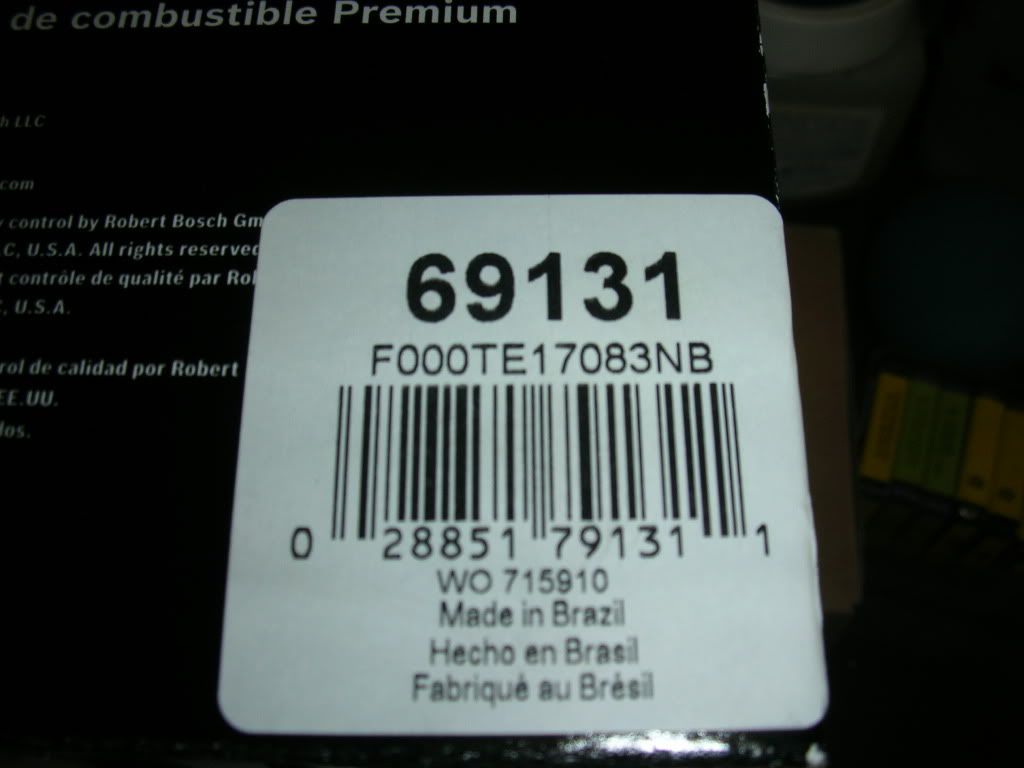 de combustible Premium
h LLC
com
control by Robert Bosch Gm
C, U.S.A. All rights reserved
t contrôle de qualité par Ro
, U.S.A.
rol de calidad por Robert
EE.UU.
dos.
69131
F000TE17083NB
0 28851 79131 1
WO 715910
Made in Brazil
Hecho en Brasil
Fabriqué au Brésil